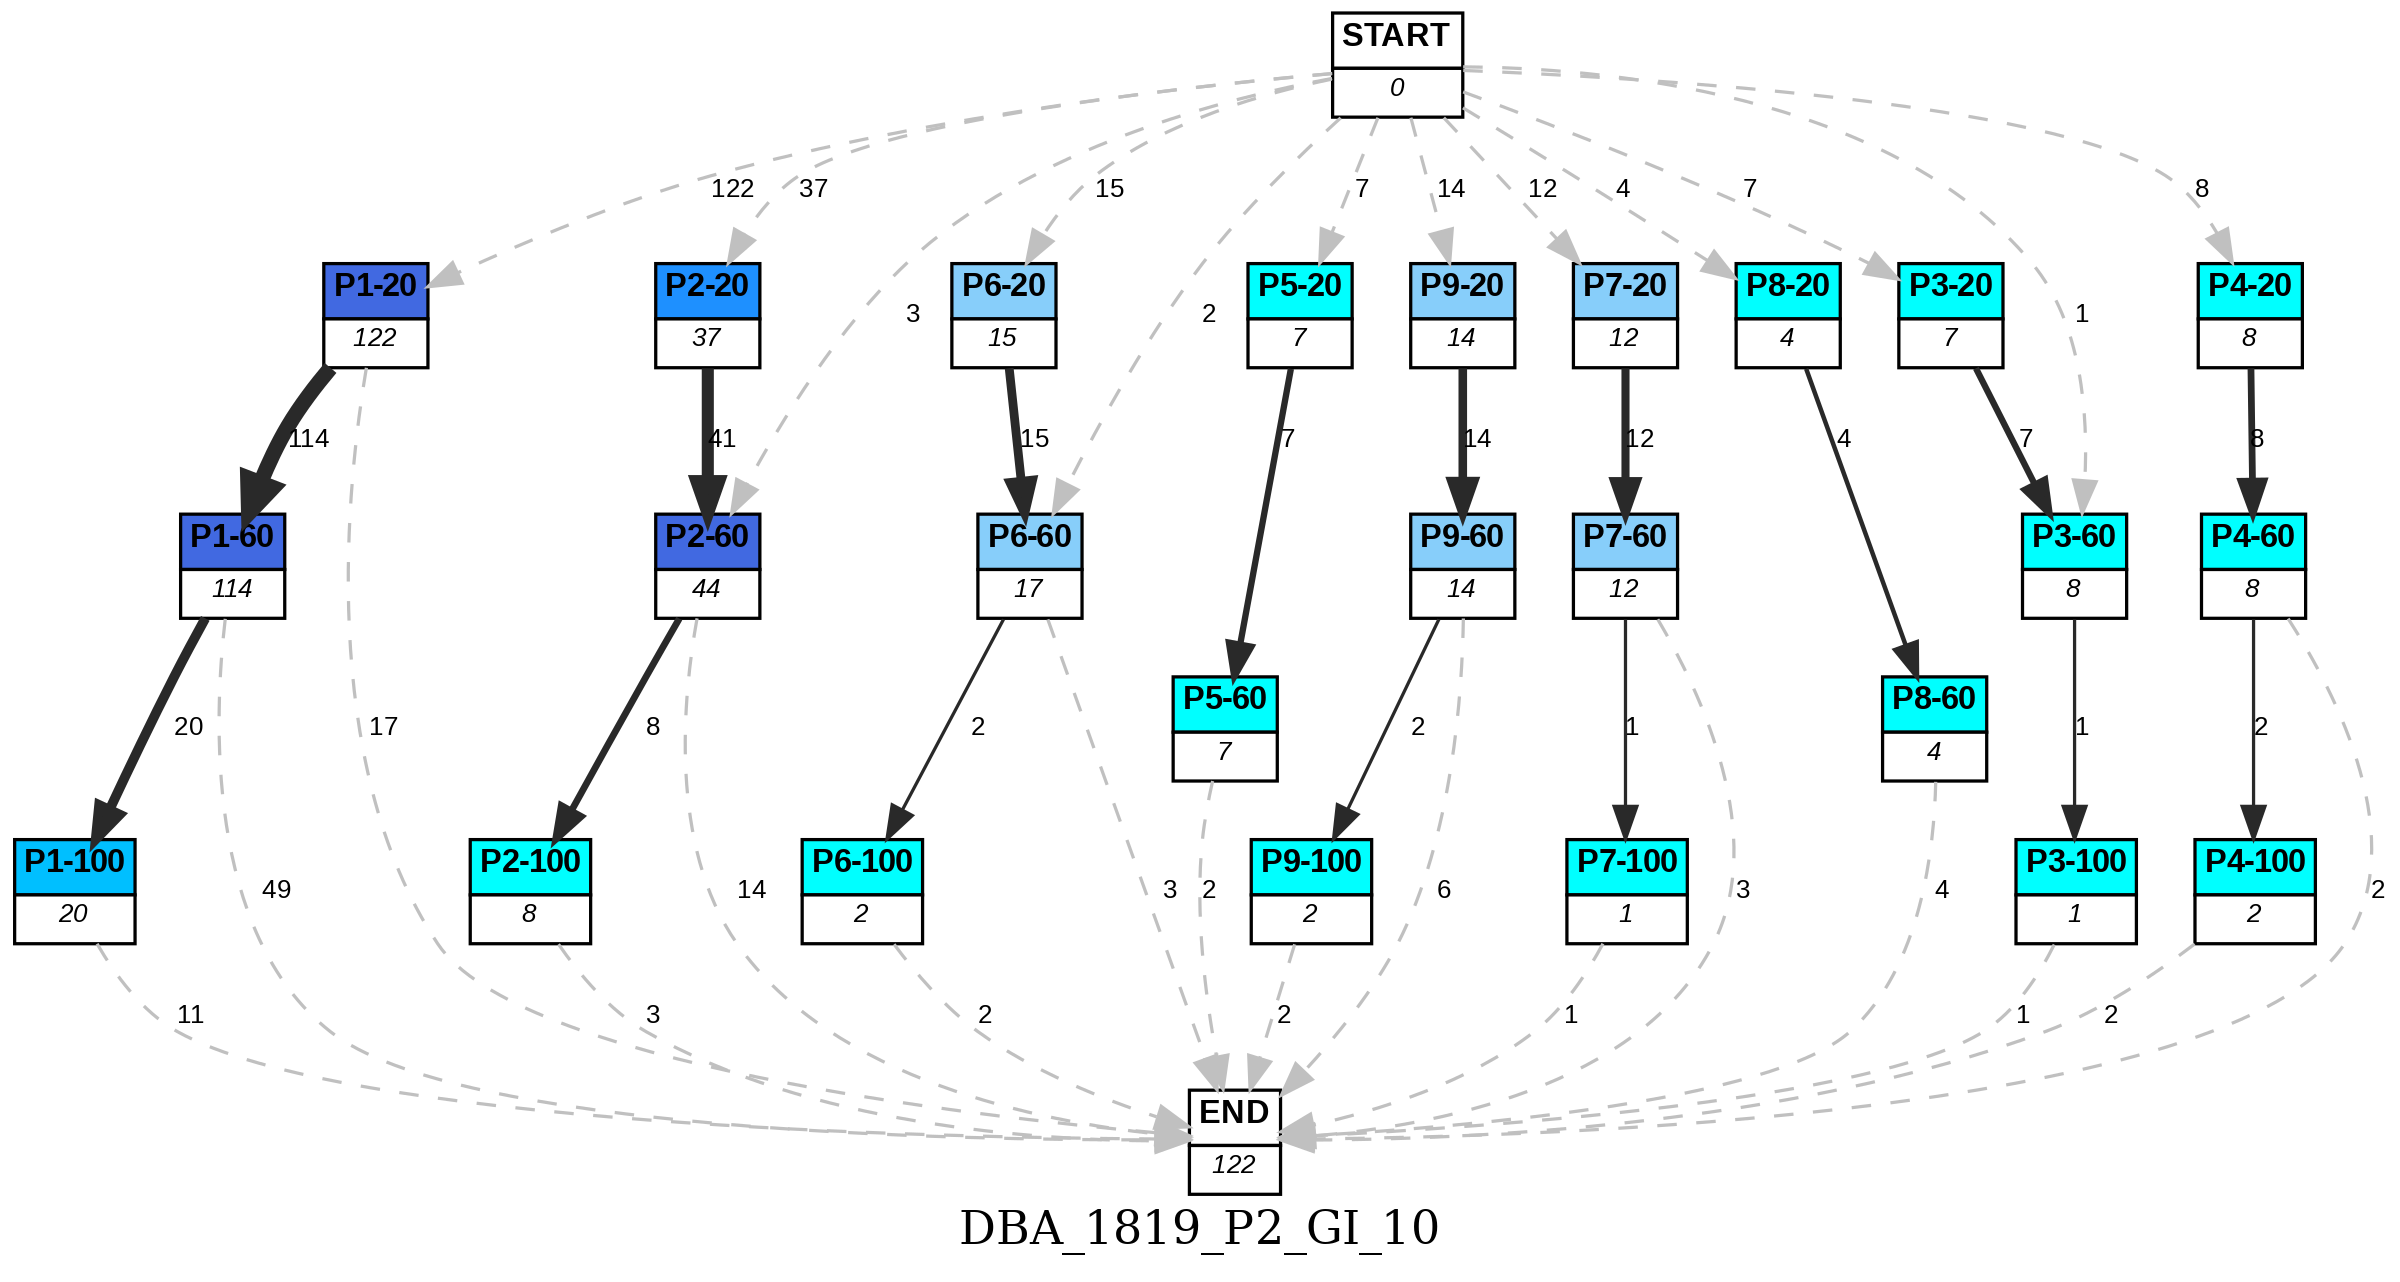 START
0
122
37
15
7
14
12
4
7
8
P1-20
122
P2-20
37
P6-20
15
P5-20
7
P9-20
14
P7-20
12
P8-20
4
P3-20
7
P4-20
8
3
2
1
114
41
15
7
14
12
4
7
8
P1-60
114
P2-60
44
P6-60
17
P9-60
14
P7-60
12
P3-60
8
P4-60
8
P5-60
7
P8-60
4
20
17
8
2
2
1
1
2
P1-100
20
P2-100
8
P6-100
2
P9-100
2
P7-100
1
P3-100
1
P4-100
2
49
14
3
2
6
3
4
2
11
3
2
2
1
1
2
END
122
DBA_1819_P2_GI_10